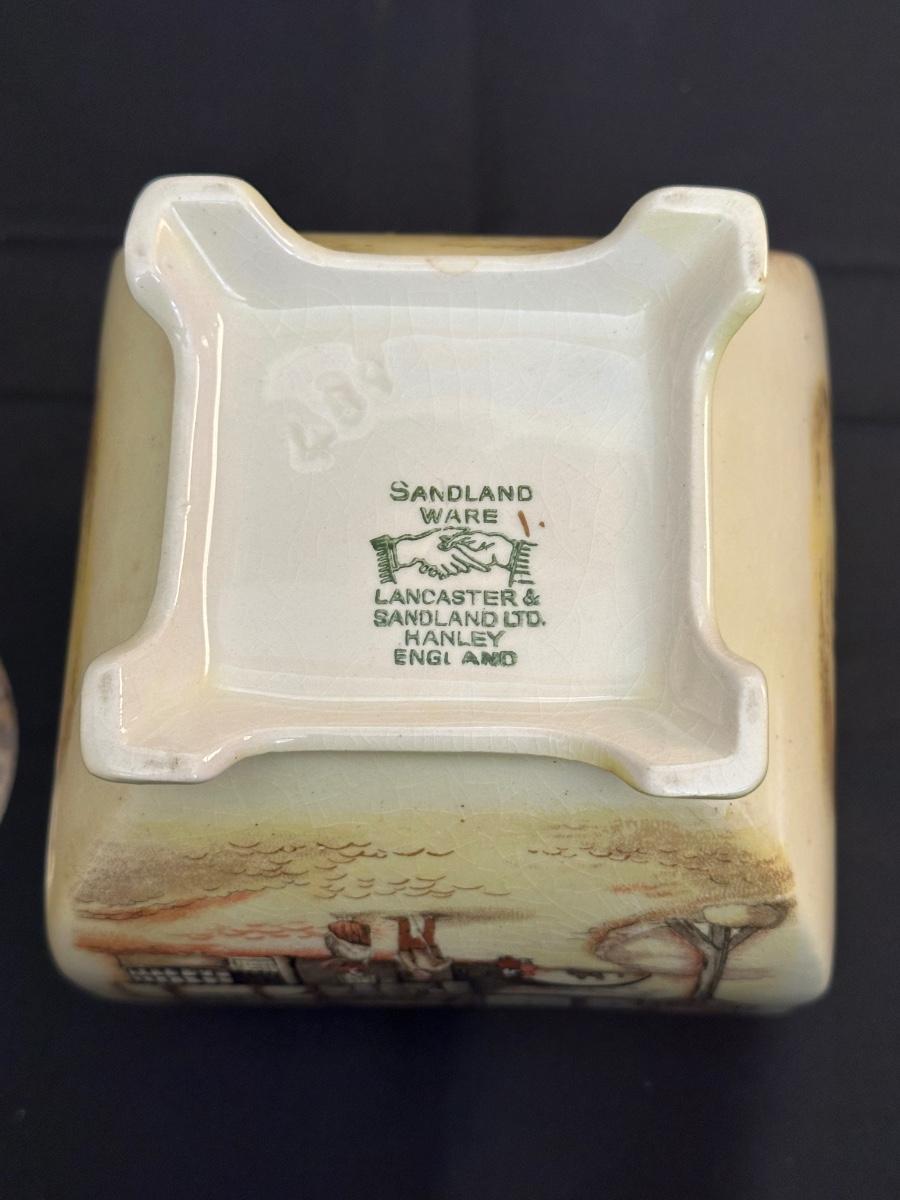 SANDLAND
WARE
LANCASTER &
SANDLAND LTD.
HANLEY
ENGLAND